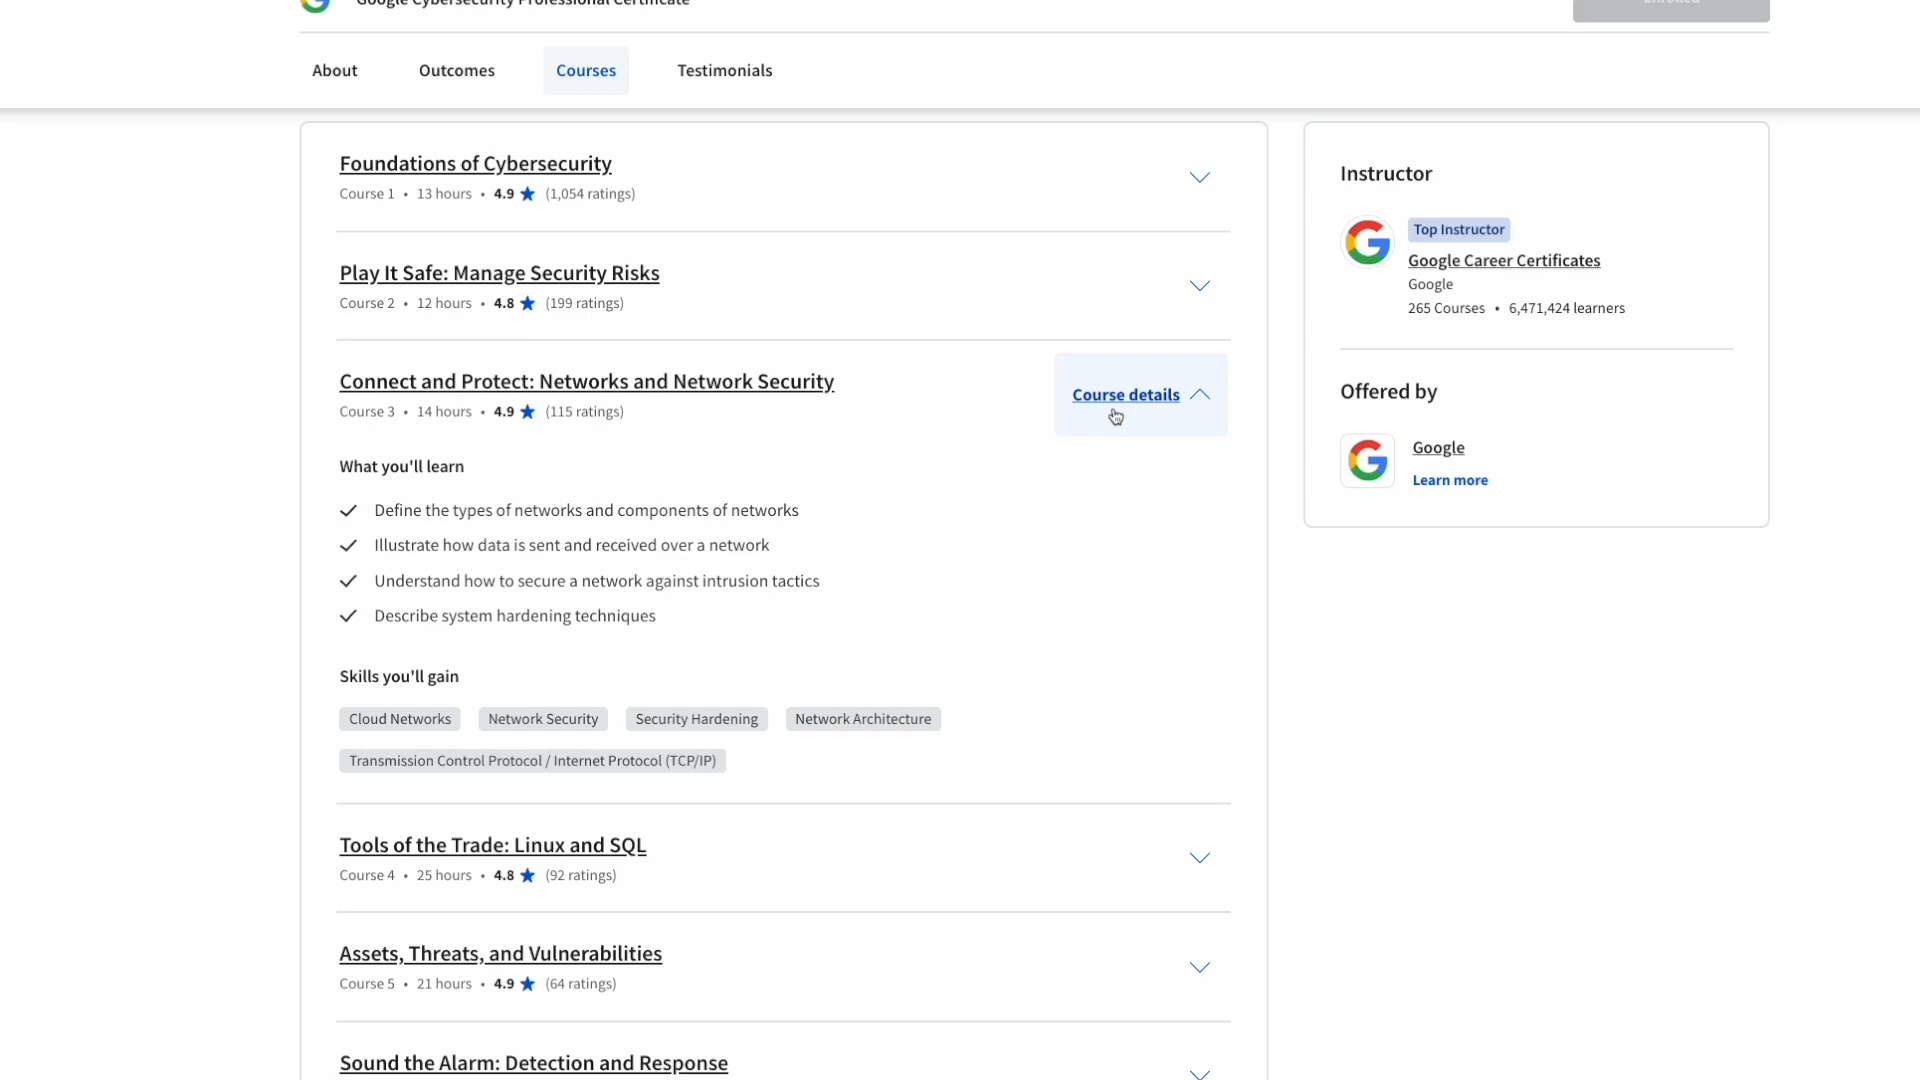 Google Cybersecurity Professional Certificate
Enrolled
About
Outcomes
Courses
Testimonials
Foundations of Cybersecurity
Course 1 • 13 hours • 4.9 ★ (1,054 ratings)
Play It Safe: Manage Security Risks
Course 2 • 12 hours • 4.8 ★ (199 ratings)
Connect and Protect: Networks and Network Security
Course 3 • 14 hours • 4.9 ★ (115 ratings)
Course details
What you'll learn
Define the types of networks and components of networks
Illustrate how data is sent and received over a network
Understand how to secure a network against intrusion tactics
Describe system hardening techniques
Skills you'll gain
Cloud Networks
Network Security
Security Hardening
Network Architecture
Transmission Control Protocol / Internet Protocol (TCP/IP)
Tools of the Trade: Linux and SQL
Course 4 • 25 hours • 4.8 ★ (92 ratings)
Assets, Threats, and Vulnerabilities
Course 5 • 21 hours • 4.9 ★ (64 ratings)
Sound the Alarm: Detection and Response
Instructor
Top Instructor
Google Career Certificates
Google
265 Courses • 6,471,424 learners
Offered by
Google
Learn more